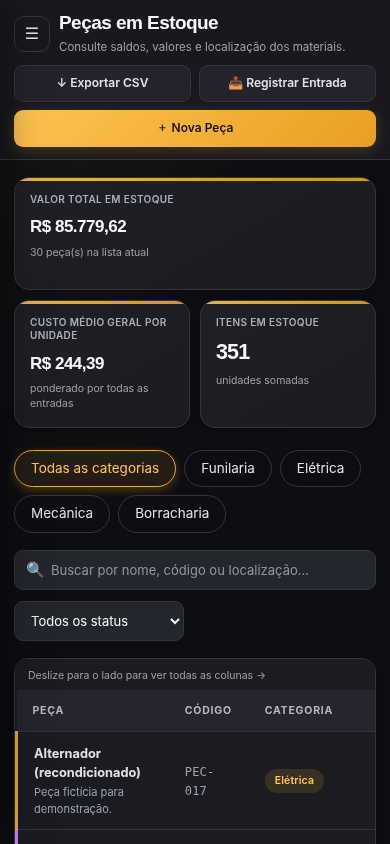 ☰
Peças em Estoque
Consulte saldos, valores e localização dos materiais.
↓ Exportar CSV
📥 Registrar Entrada
+ Nova Peça
VALOR TOTAL EM ESTOQUE
R$ 85.779,62
30 peça(s) na lista atual
CUSTO MÉDIO GERAL POR
UNIDADE
R$ 244,39
ponderado por todas as
entradas
ITENS EM ESTOQUE
351
unidades somadas
Todas as categorias
Funilaria
Elétrica
Mecânica
Borracharia
🔍 Buscar por nome, código ou localização...
Todos os status
Deslize para o lado para ver todas as colunas →
PEÇA
CÓDIGO
CATEGORIA
Alternador
(recondicionado)
Peça fictícia para
demonstração.
PEC-
017
Elétrica